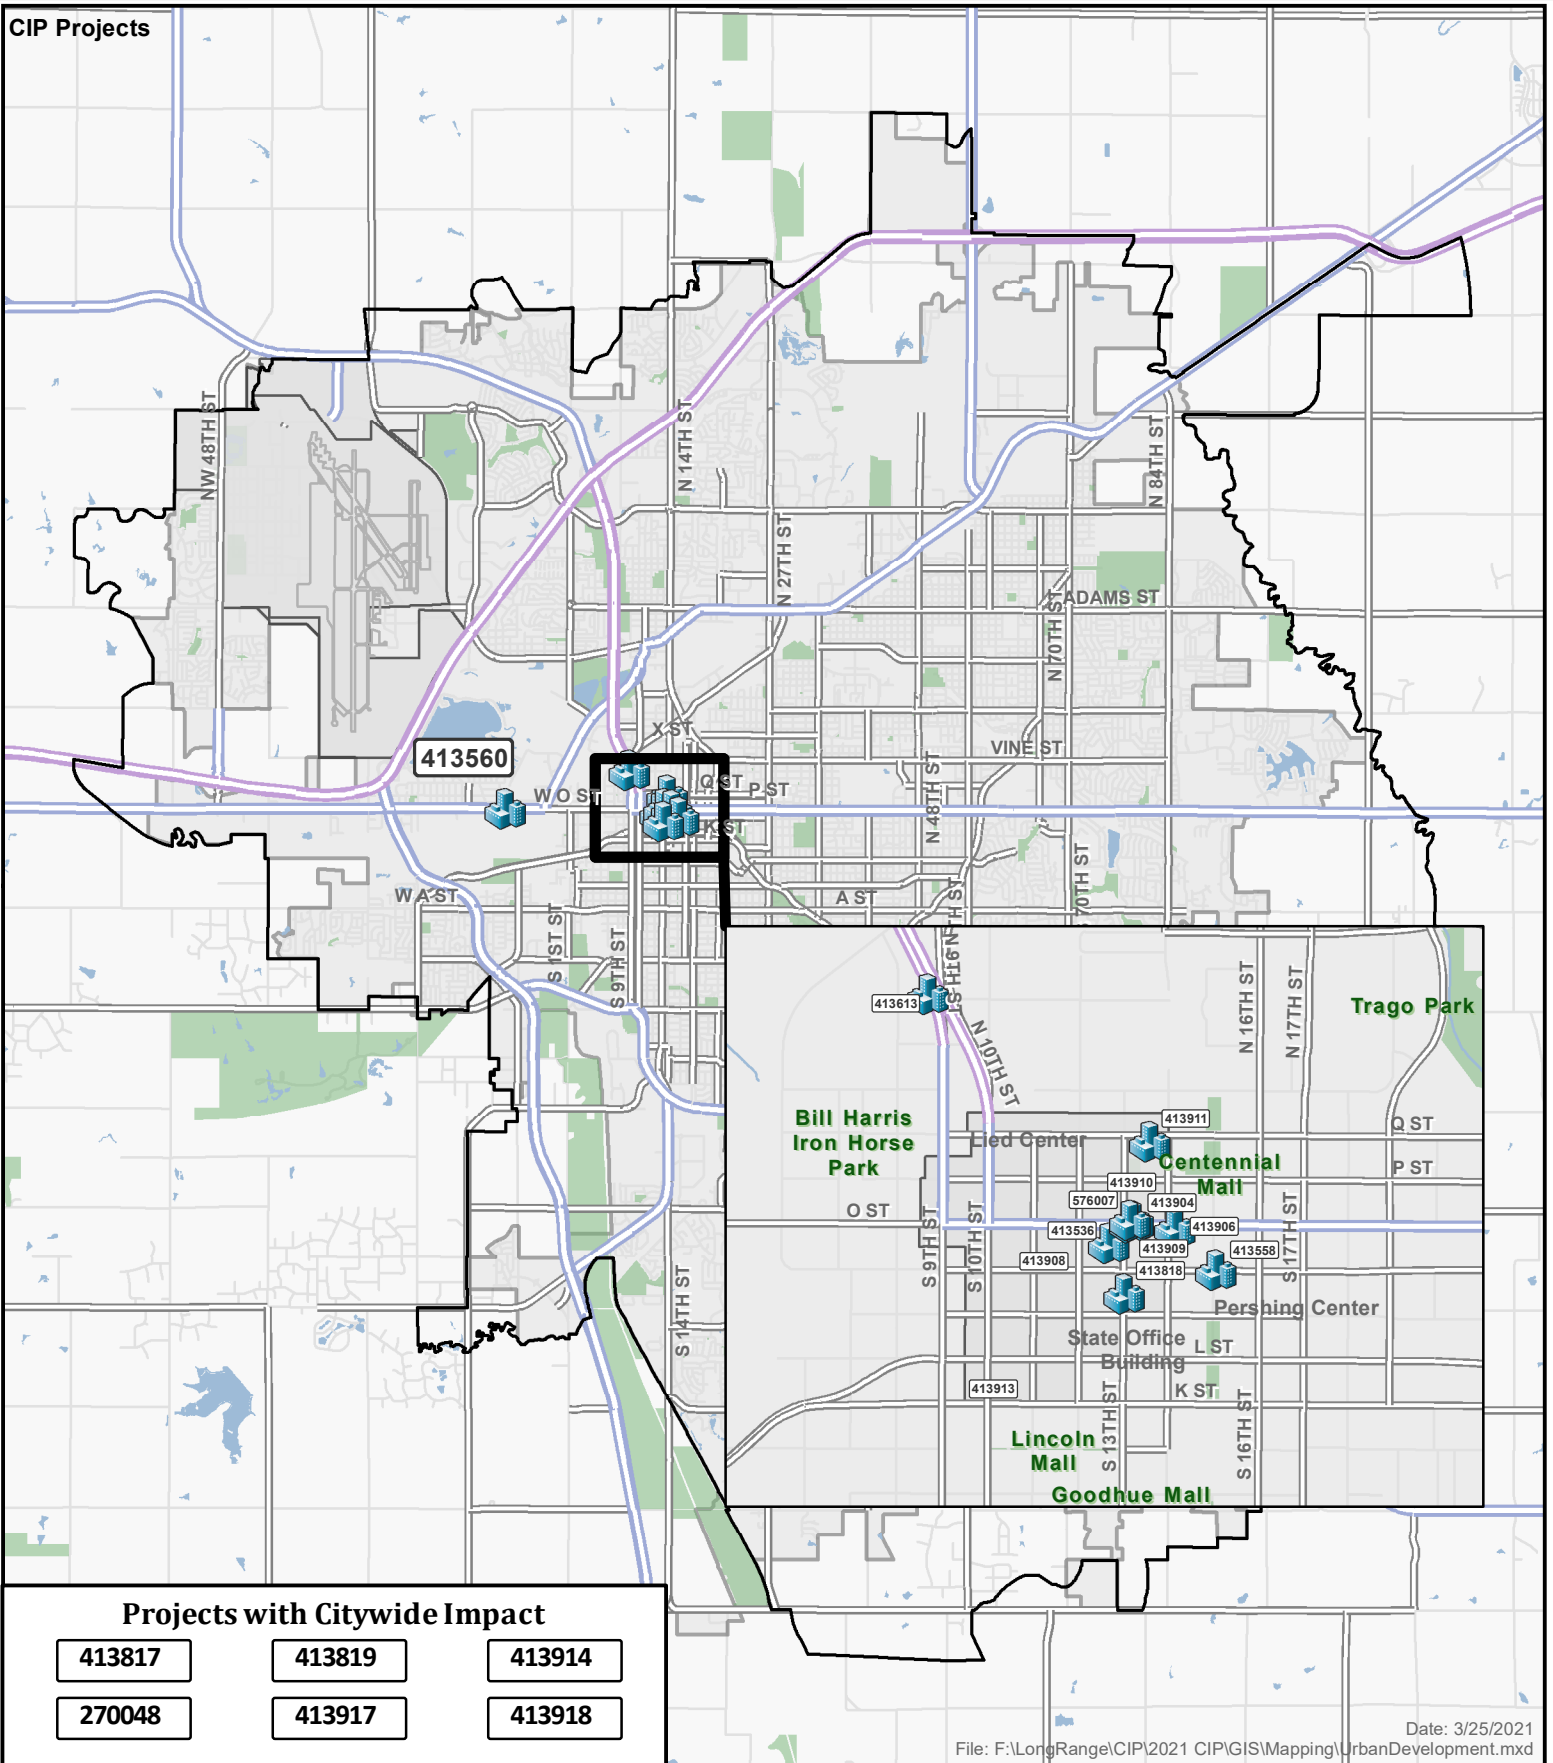 CIP Projects
NW 48TH ST
N 14TH ST
N 84TH ST
N 27TH ST
ADAMS ST
N 70TH ST
X ST
VINE ST
413560
W O ST
Q ST
P ST
K ST
N 48TH ST
W A ST
A ST
70TH ST
S 1ST ST
S 9TH ST
S 14TH ST
413613
N 10TH ST
N 16TH ST
N 17TH ST
Trago Park
Bill Harris
Iron Horse
Park
Lied Center
413911
Q ST
Centennial
Mall
P ST
413910
576007
413904
O ST
413536
413906
413908
413909
413558
413818
S 9TH ST
S 10TH ST
S 17TH ST
Pershing Center
State Office
Building
L ST
413913
K ST
S 13TH ST
S 16TH ST
Lincoln
Mall
Goodhue Mall
Projects with Citywide Impact
413817
413819
413914
270048
413917
413918
Date: 3/25/2021
File: F:\LongRange\CIP\2021 CIP\GIS\Mapping\UrbanDevelopment.mxd